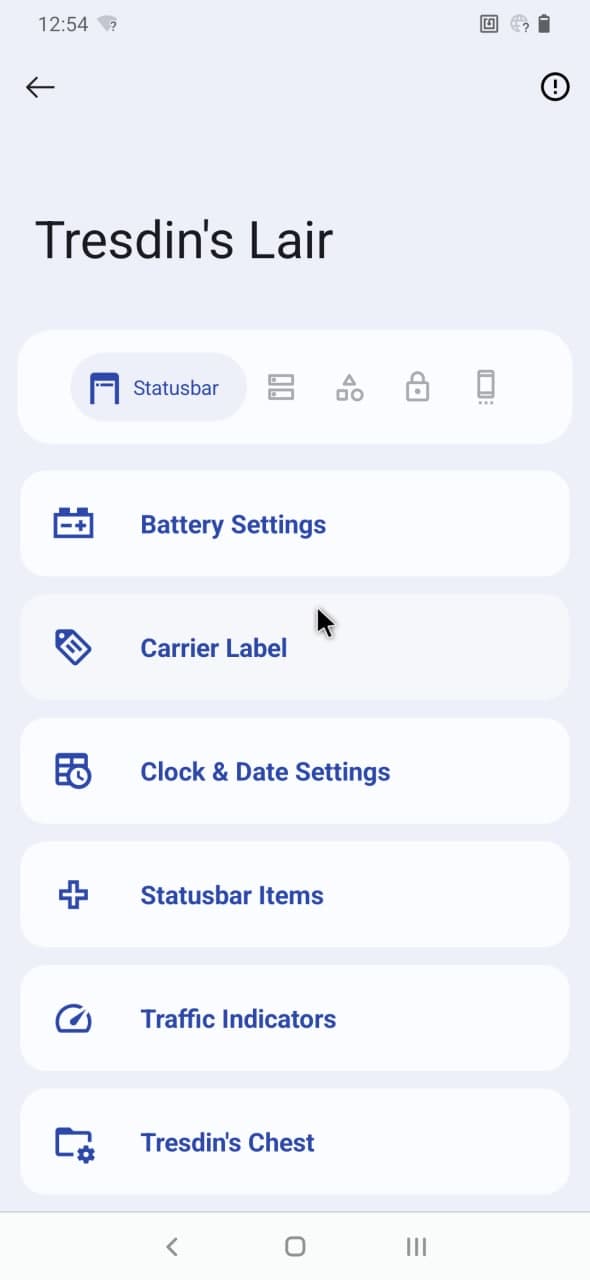 12:54
Tresdin's Lair
Statusbar
Battery Settings
Carrier Label
Clock & Date Settings
Statusbar Items
Traffic Indicators
Tresdin's Chest